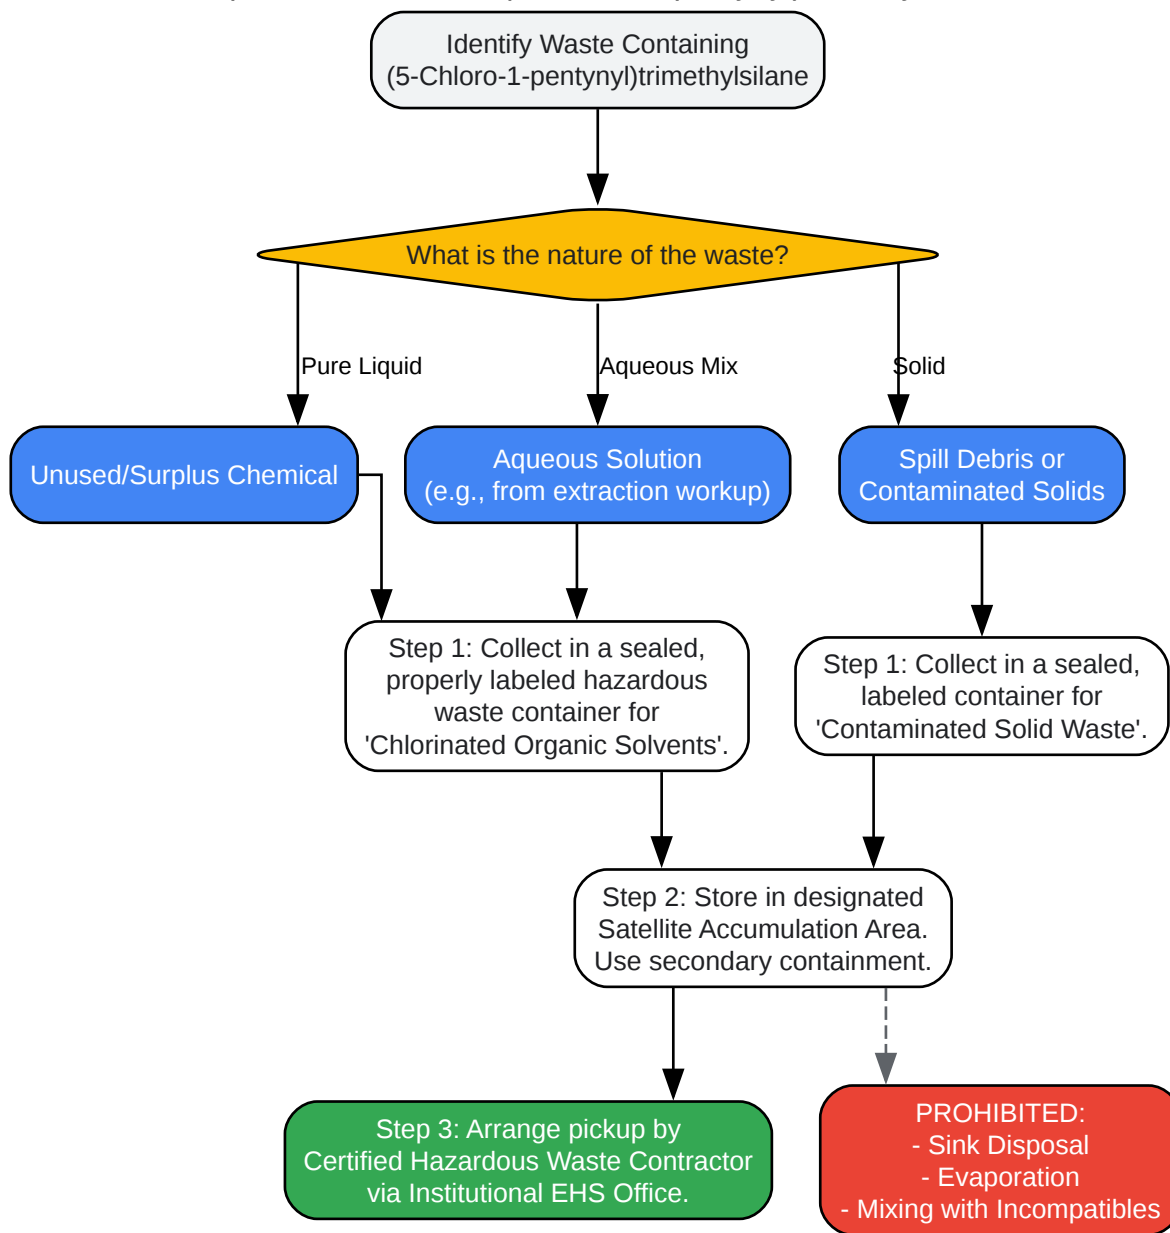 Identify Waste Containing
(5-Chloro-1-pentynyl)trimethylsilane
What is the nature of the waste?
Pure Liquid
Aqueous Mix
Solid
Unused/Surplus Chemical
Aqueous Solution
(e.g., from extraction workup)
Spill Debris or
Contaminated Solids
Step 1: Collect in a sealed,
properly labeled hazardous
waste container for
'Chlorinated Organic Solvents'.
Step 1: Collect in a sealed,
labeled container for
'Contaminated Solid Waste'.
Step 2: Store in designated
Satellite Accumulation Area.
Use secondary containment.
Step 3: Arrange pickup by
Certified Hazardous Waste Contractor
via Institutional EHS Office.
PROHIBITED:
- Sink Disposal
- Evaporation
- Mixing with Incompatibles